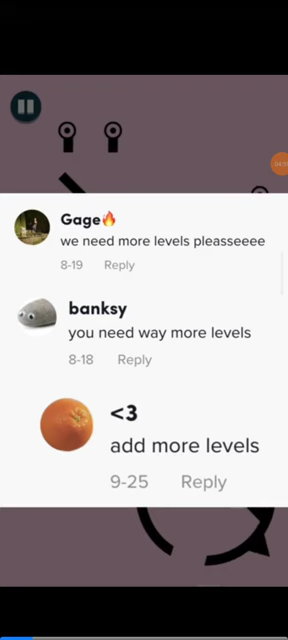 Gage🔥
we need more levels pleasseeee
8-19 Reply
banksy
you need way more levels
8-18 Reply
<3
add more levels
9-25 Reply